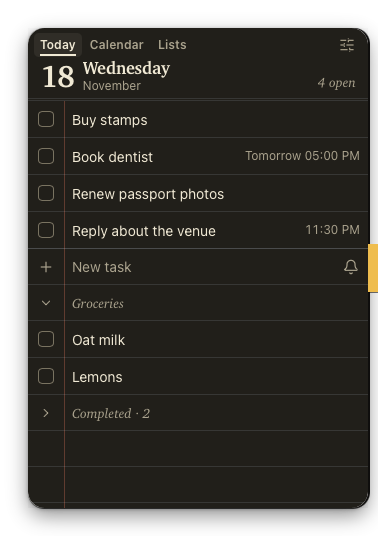 Today Calendar Lists
18 Wednesday
November
4 open
Buy stamps
Book dentist Tomorrow 05:00 PM
Renew passport photos
Reply about the venue 11:30 PM
New task
Groceries
Oat milk
Lemons
Completed · 2